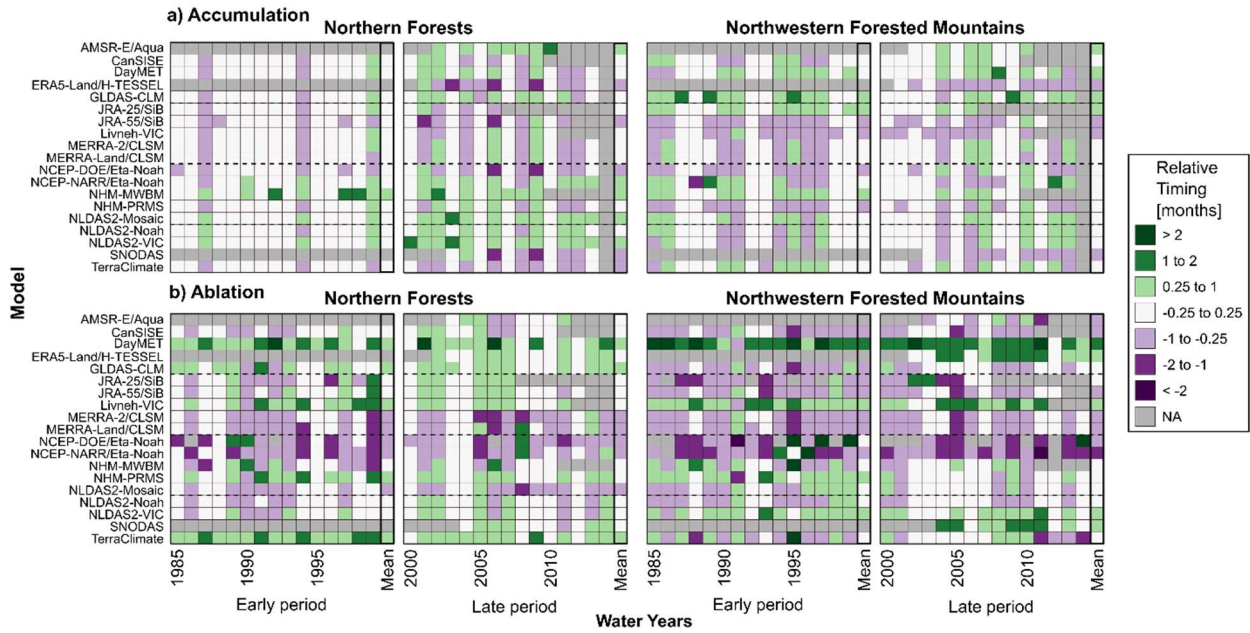 a) Accumulation
Northern Forests
Northwestern Forested Mountains
AMSR-E/Aqua
CanSISE
DayMET
ERA5-Land/H-TESSEL
GLDAS-CLM
JRA-25/SiB
JRA-55/SiB
Livneh-VIC
MERRA-2/CLSM
MERRA-Land/CLSM
NCEP-DOE/Eta-Noah
NCEP-NARR/Eta-Noah
NHM-MWBM
NHM-PRMS
NLDAS2-Mosaic
NLDAS2-Noah
NLDAS2-VIC
SNODAS
TerraClimate
Model
b) Ablation
Northern Forests
Northwestern Forested Mountains
AMSR-E/Aqua
CanSISE
DayMET
ERA5-Land/H-TESSEL
GLDAS-CLM
JRA-25/SiB
JRA-55/SiB
Livneh-VIC
MERRA-2/CLSM
MERRA-Land/CLSM
NCEP-DOE/Eta-Noah
NCEP-NARR/Eta-Noah
NHM-MWBM
NHM-PRMS
NLDAS2-Mosaic
NLDAS2-Noah
NLDAS2-VIC
SNODAS
TerraClimate
1985 1990 1995 Mean 2000 2005 2010 Mean 1985 1990 1995 Mean 2000 2005 2010 Mean
Early period Late period Early period Late period
Water Years
Relative
Timing
[months]
> 2
1 to 2
0.25 to 1
-0.25 to 0.25
-1 to -0.25
-2 to -1
< -2
NA